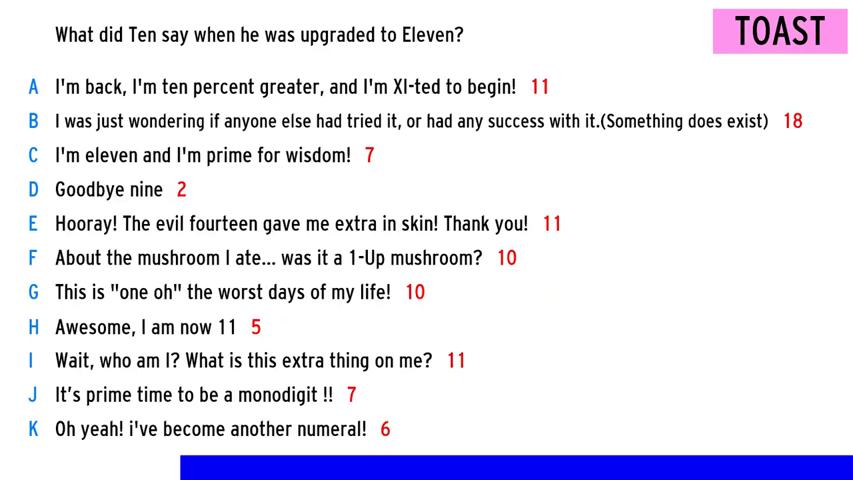 What did Ten say when he was upgraded to Eleven?
TOAST
A I'm back, I'm ten percent greater, and I'm XI-ted to begin! 11
B I was just wondering if anyone else had tried it, or had any success with it.(Something does exist) 18
C I'm eleven and I'm prime for wisdom! 7
D Goodbye nine 2
E Hooray! The evil fourteen gave me extra in skin! Thank you! 11
F About the mushroom I ate... was it a 1-Up mushroom? 10
G This is "one oh" the worst days of my life! 10
H Awesome, I am now 11 5
I Wait, who am I? What is this extra thing on me? 11
J It's prime time to be a monodigit !! 7
K Oh yeah! i've become another numeral! 6